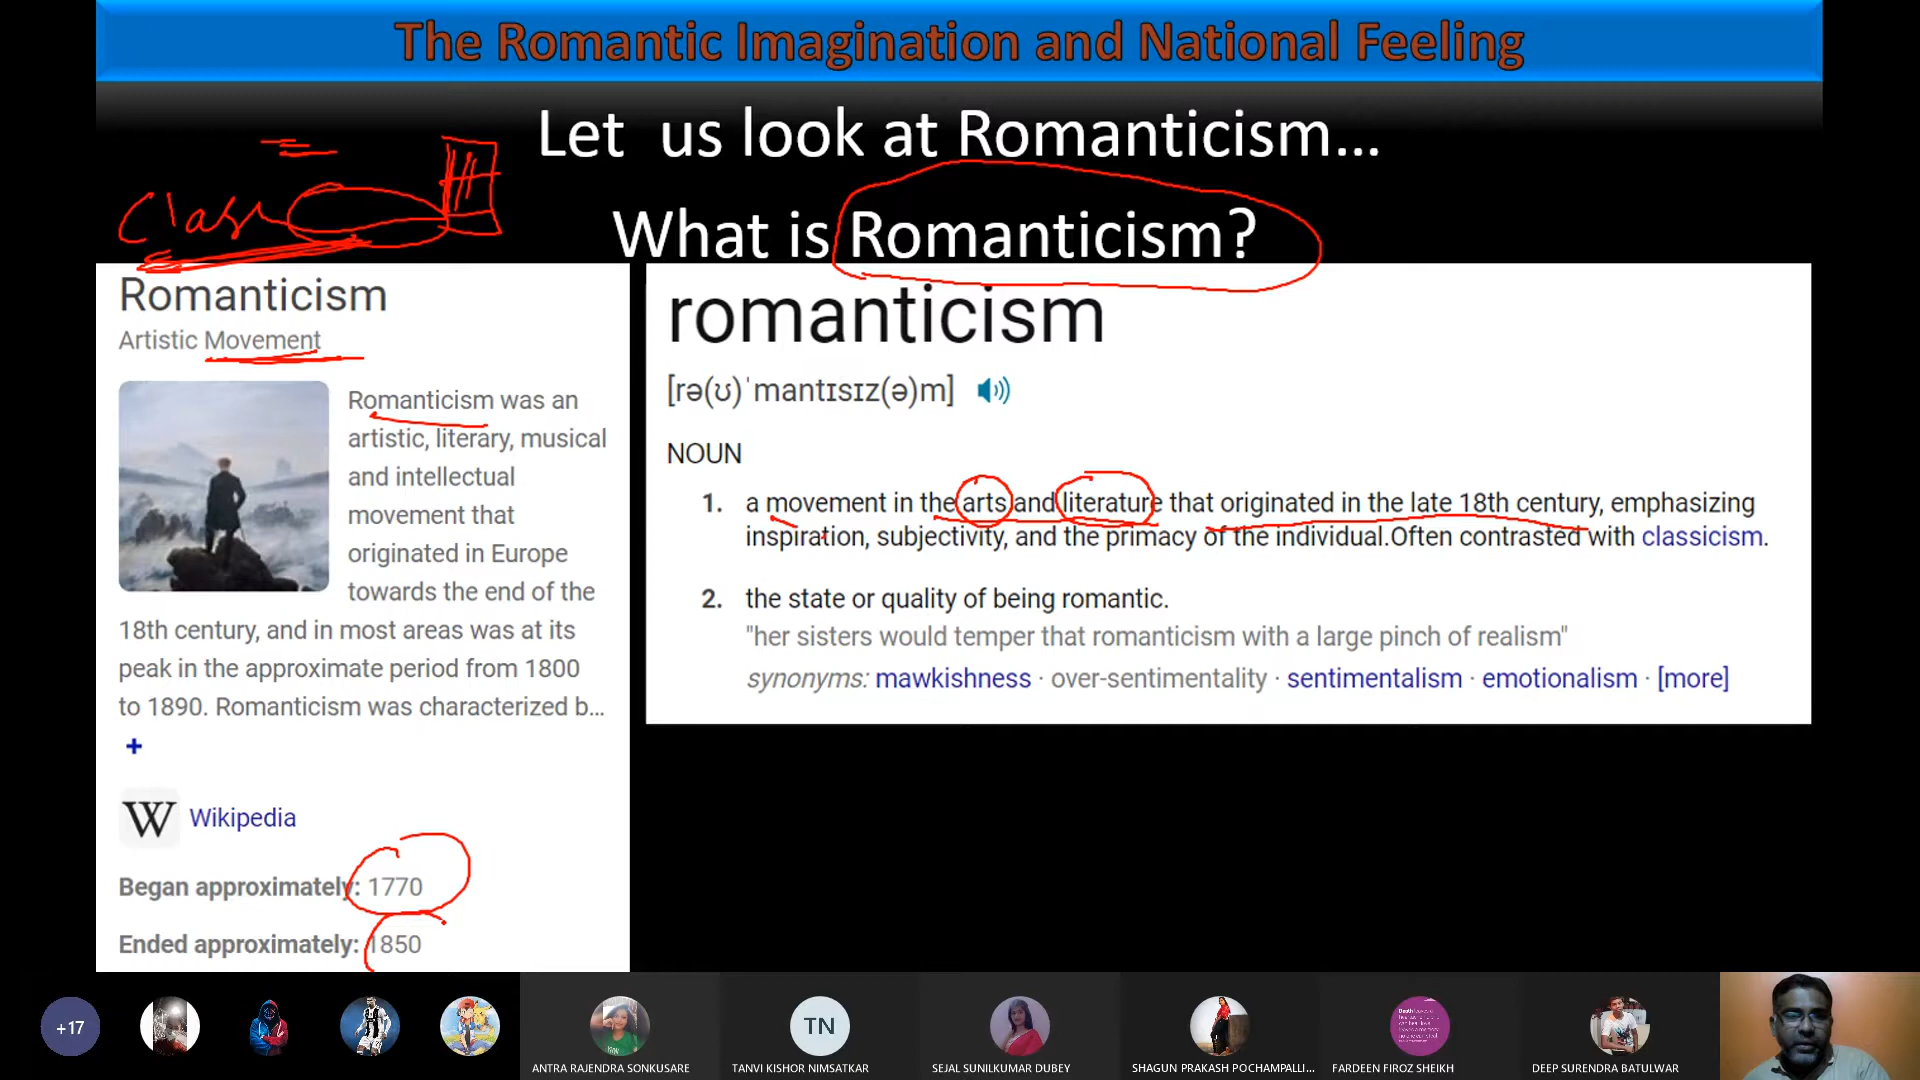 The Romantic Imagination and National Feeling
Let us look at Romanticism...
What is Romanticism?
Class
Romanticism
Artistic Movement
Romanticism was an
artistic, literary, musical
and intellectual
movement that
originated in Europe
towards the end of the
18th century, and in most areas was at its
peak in the approximate period from 1800
to 1890. Romanticism was characterized b...
+
W Wikipedia
Began approximately: 1770
Ended approximately: 1850
romanticism
[rə(ʊ)ˈmantɪsɪz(ə)m]
NOUN
1. a movement in the arts and literature that originated in the late 18th century, emphasizing
inspiration, subjectivity, and the primacy of the individual.Often contrasted with classicism.
2. the state or quality of being romantic.
"her sisters would temper that romanticism with a large pinch of realism"
synonyms: mawkishness · over-sentimentality · sentimentalism · emotionalism · [more]
+17
TN
ANTRA RAJENDRA SONKUSARE
TANVI KISHOR NIMSATKAR
SEJAL SUNILKUMAR DUBEY
SHAGUN PRAKASH POCHAMPALLI...
FARDEEN FIROZ SHEIKH
DEEP SURENDRA BATULWAR